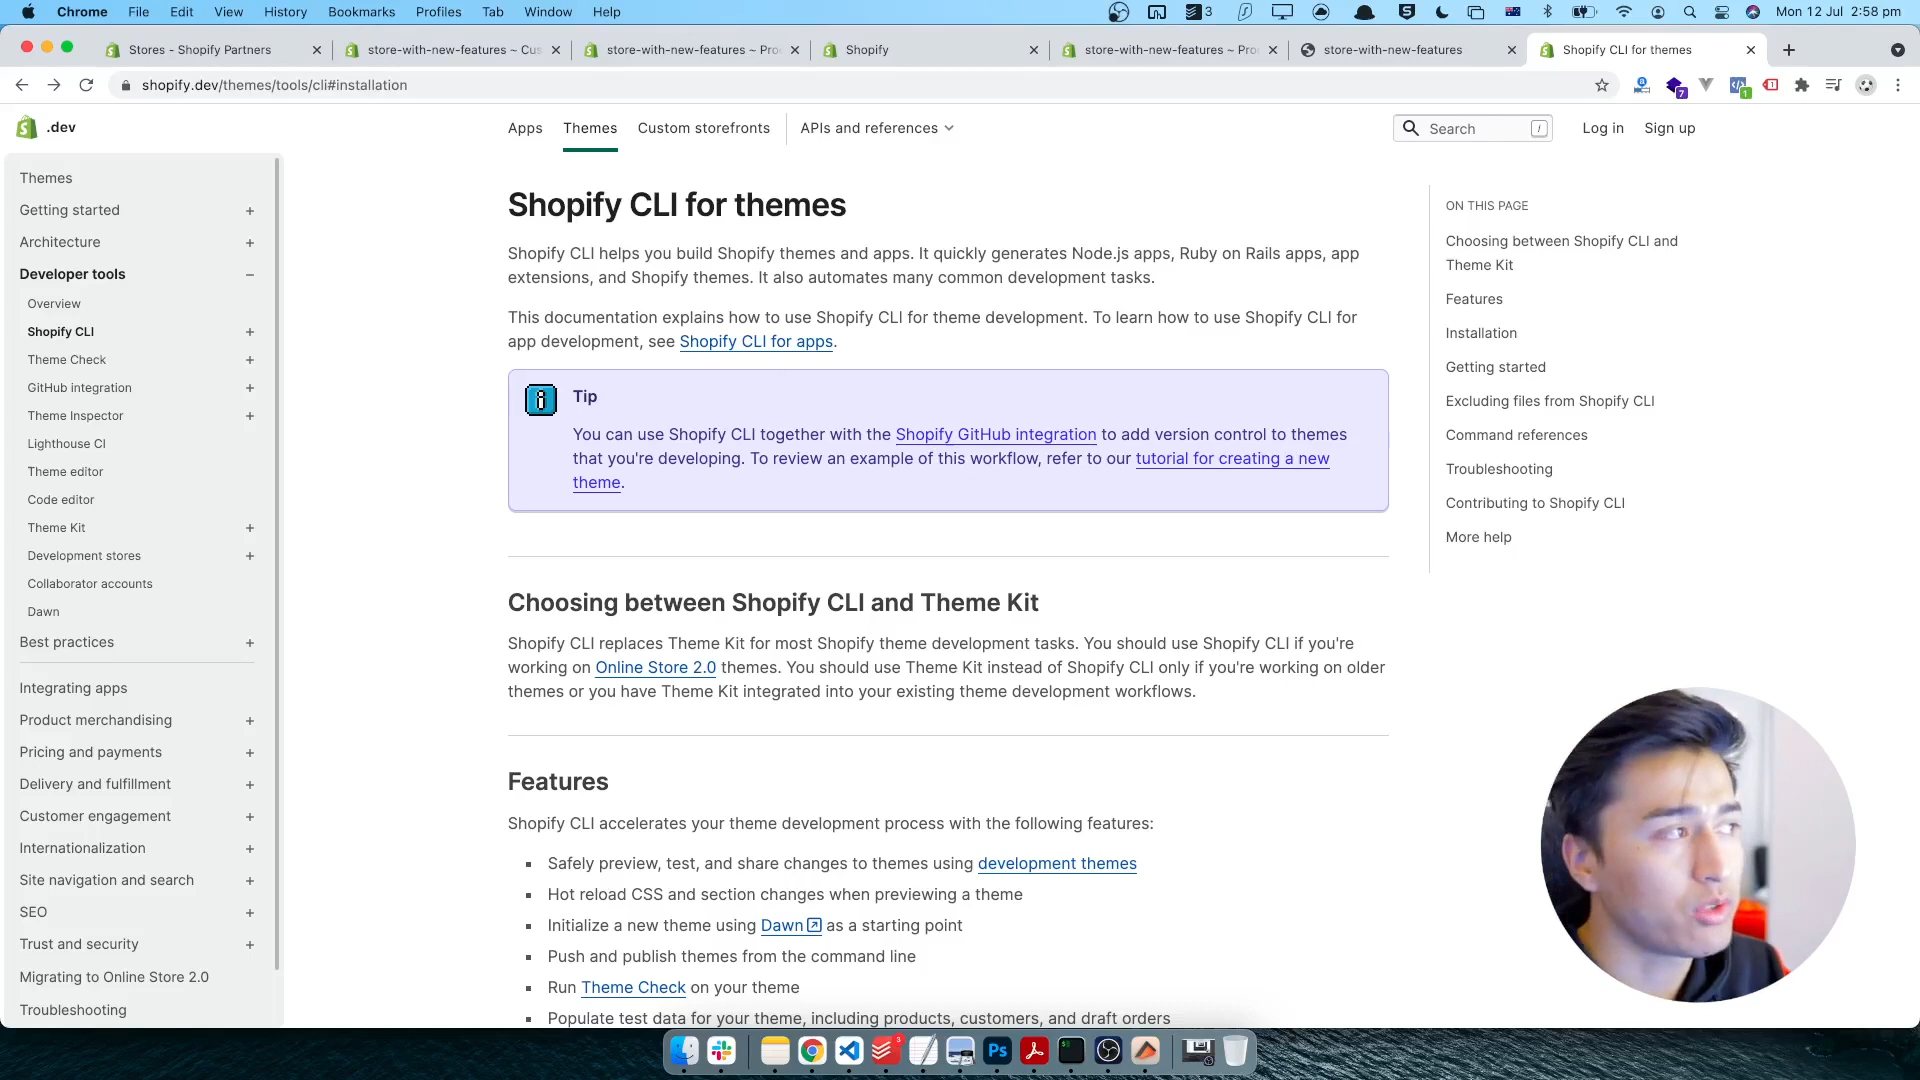 Chrome File Edit View History Bookmarks Profiles Tab Window Help
3 Mon 12 Jul 2:58 pm
Stores - Shopify Partners
store-with-new-features ~ Cus
store-with-new-features ~ Pro
Shopify
store-with-new-features ~ Pro
store-with-new-features
Shopify CLI for themes
shopify.dev/themes/tools/cli#installation
7
1
.dev
Apps Themes Custom storefronts APIs and references
Search /
Log in Sign up
Themes
Getting started +
Architecture +
Developer tools −
Overview
Shopify CLI +
Theme Check +
GitHub integration +
Theme Inspector +
Lighthouse CI
Theme editor
Code editor
Theme Kit +
Development stores +
Collaborator accounts
Dawn
Best practices +
Integrating apps
Product merchandising +
Pricing and payments +
Delivery and fulfillment +
Customer engagement +
Internationalization +
Site navigation and search +
SEO +
Trust and security +
Migrating to Online Store 2.0
Troubleshooting
Shopify CLI for themes
Shopify CLI helps you build Shopify themes and apps. It quickly generates Node.js apps, Ruby on Rails apps, app
extensions, and Shopify themes. It also automates many common development tasks.
This documentation explains how to use Shopify CLI for theme development. To learn how to use Shopify CLI for
app development, see Shopify CLI for apps.
Tip
You can use Shopify CLI together with the Shopify GitHub integration to add version control to themes
that you're developing. To review an example of this workflow, refer to our tutorial for creating a new
theme.
Choosing between Shopify CLI and Theme Kit
Shopify CLI replaces Theme Kit for most Shopify theme development tasks. You should use Shopify CLI if you're
working on Online Store 2.0 themes. You should use Theme Kit instead of Shopify CLI only if you're working on older
themes or you have Theme Kit integrated into your existing theme development workflows.
Features
Shopify CLI accelerates your theme development process with the following features:
Safely preview, test, and share changes to themes using development themes
Hot reload CSS and section changes when previewing a theme
Initialize a new theme using Dawn as a starting point
Push and publish themes from the command line
Run Theme Check on your theme
Populate test data for your theme, including products, customers, and draft orders
ON THIS PAGE
Choosing between Shopify CLI and
Theme Kit
Features
Installation
Getting started
Excluding files from Shopify CLI
Command references
Troubleshooting
Contributing to Shopify CLI
More help
3
Ps